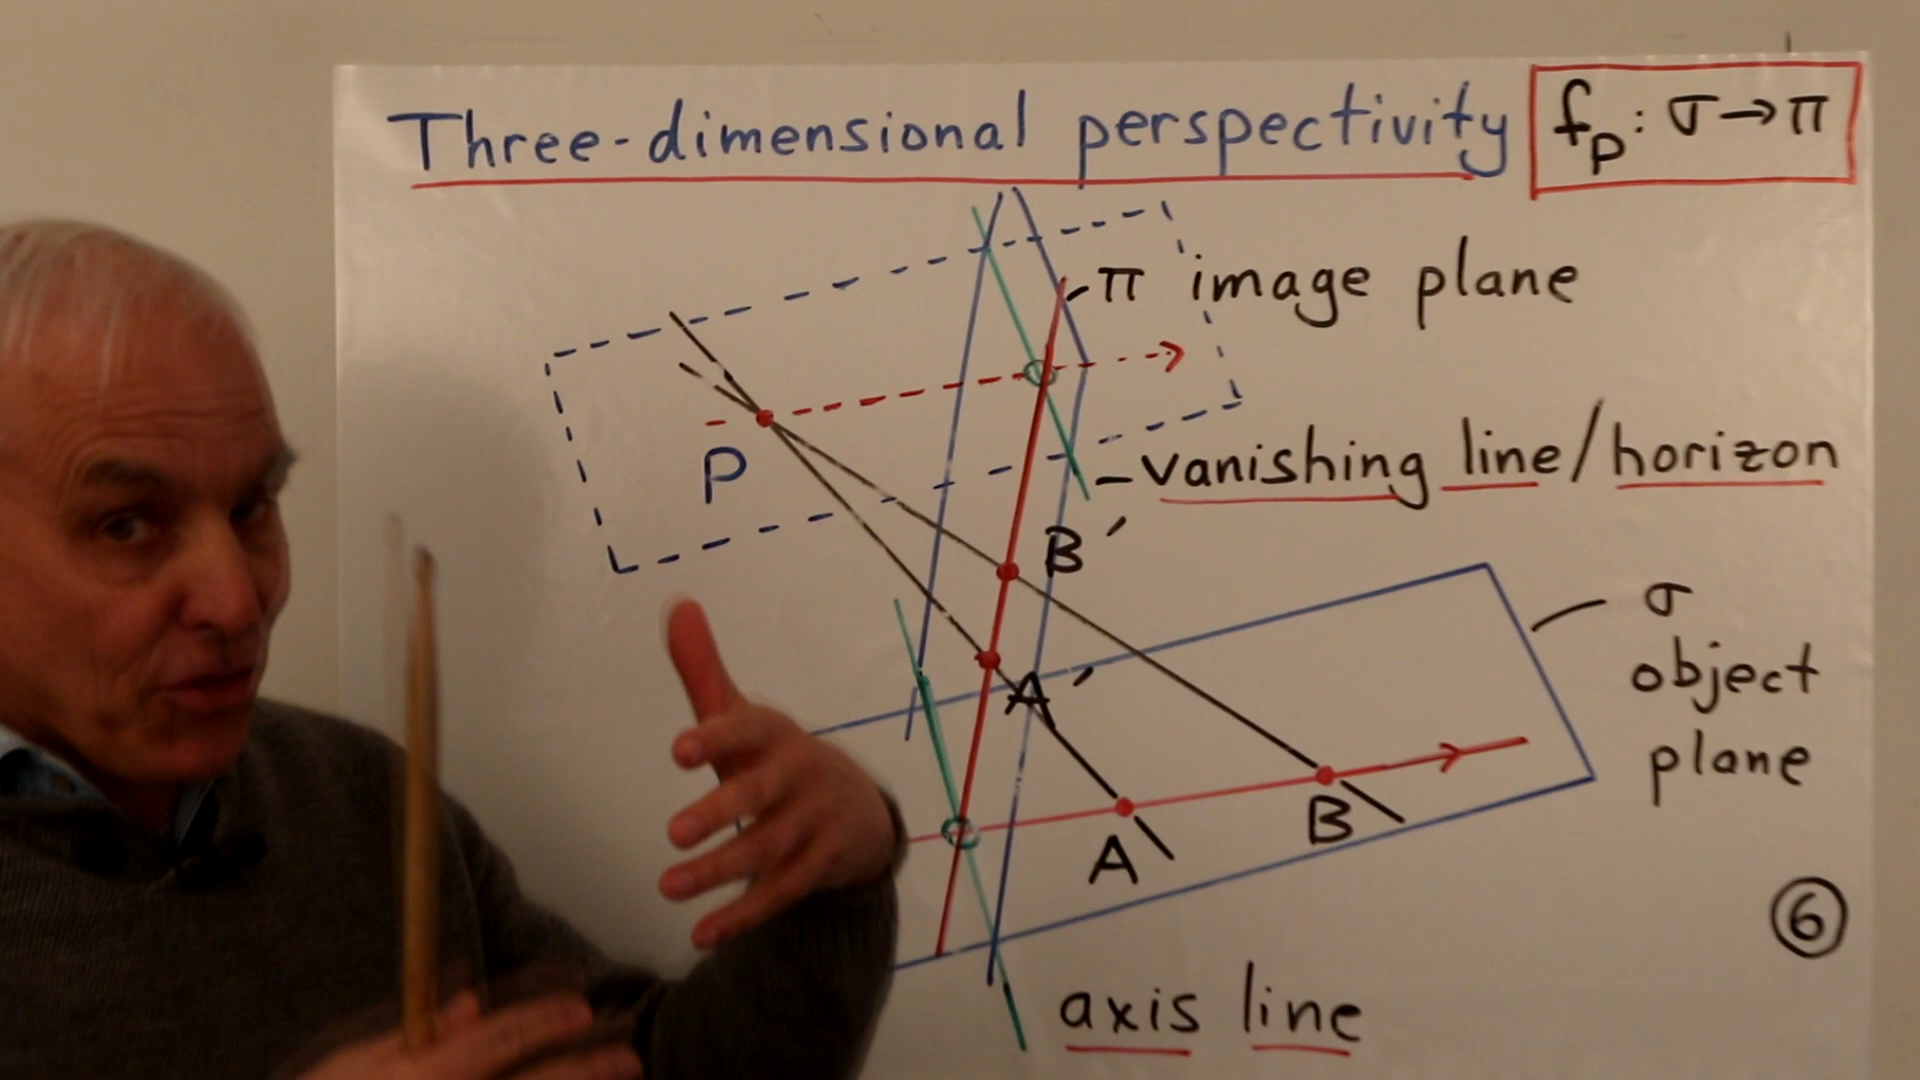 Three-dimensional perspectivity
f_P : σ → π
π image plane
P
vanishing line/horizon
B′
σ
object
plane
A′
B
A
6
axis line